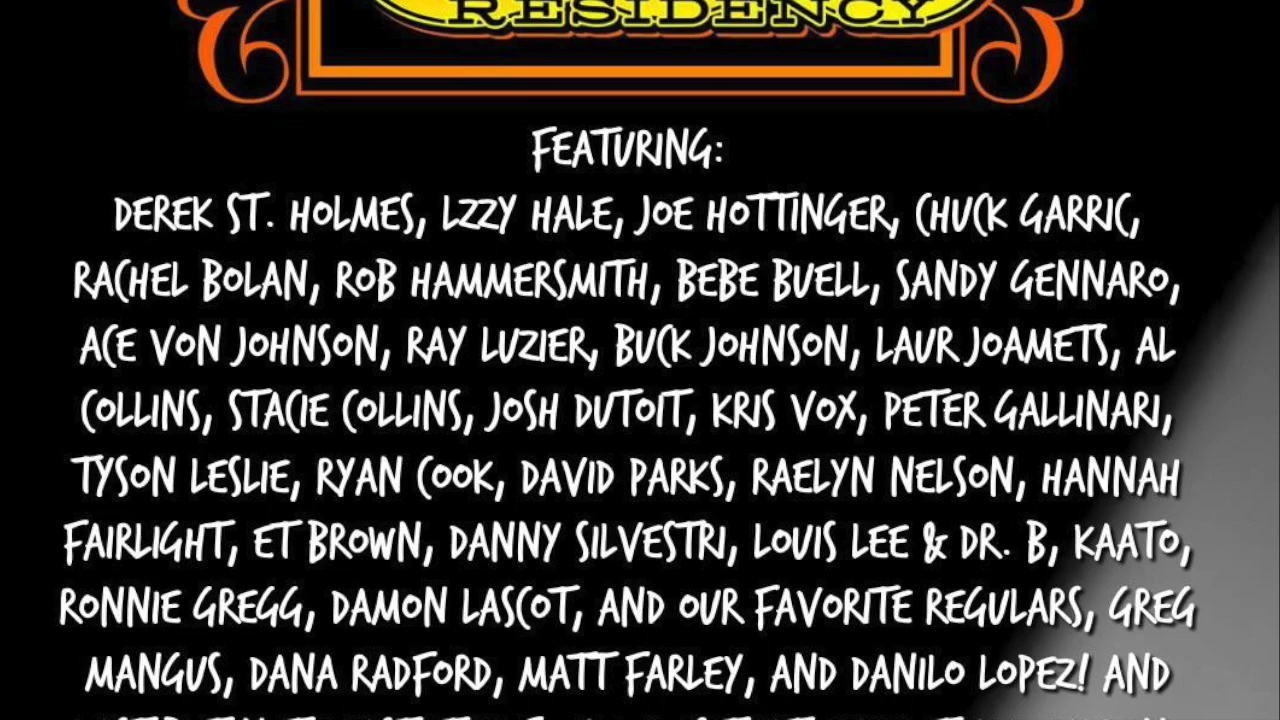 RESIDENCY
FEATURING:
DEREK ST. HOLMES, LZZY HALE, JOE HOTTINGER, CHUCK GARRIC,
RACHEL BOLAN, ROB HAMMERSMITH, BEBE BUELL, SANDY GENNARO,
ACE VON JOHNSON, RAY LUZIER, BUCK JOHNSON, LAUR JOAMETS, AL
COLLINS, STACIE COLLINS, JOSH DUTOIT, KRIS VOX, PETER GALLINARI,
TYSON LESLIE, RYAN COOK, DAVID PARKS, RAELYN NELSON, HANNAH
FAIRLIGHT, ET BROWN, DANNY SILVESTRI, LOUIS LEE & DR. B, KAATO,
RONNIE GREGG, DAMON LASCOT, AND OUR FAVORITE REGULARS, GREG
MANGUS, DANA RADFORD, MATT FARLEY, AND DANILO LOPEZ! AND